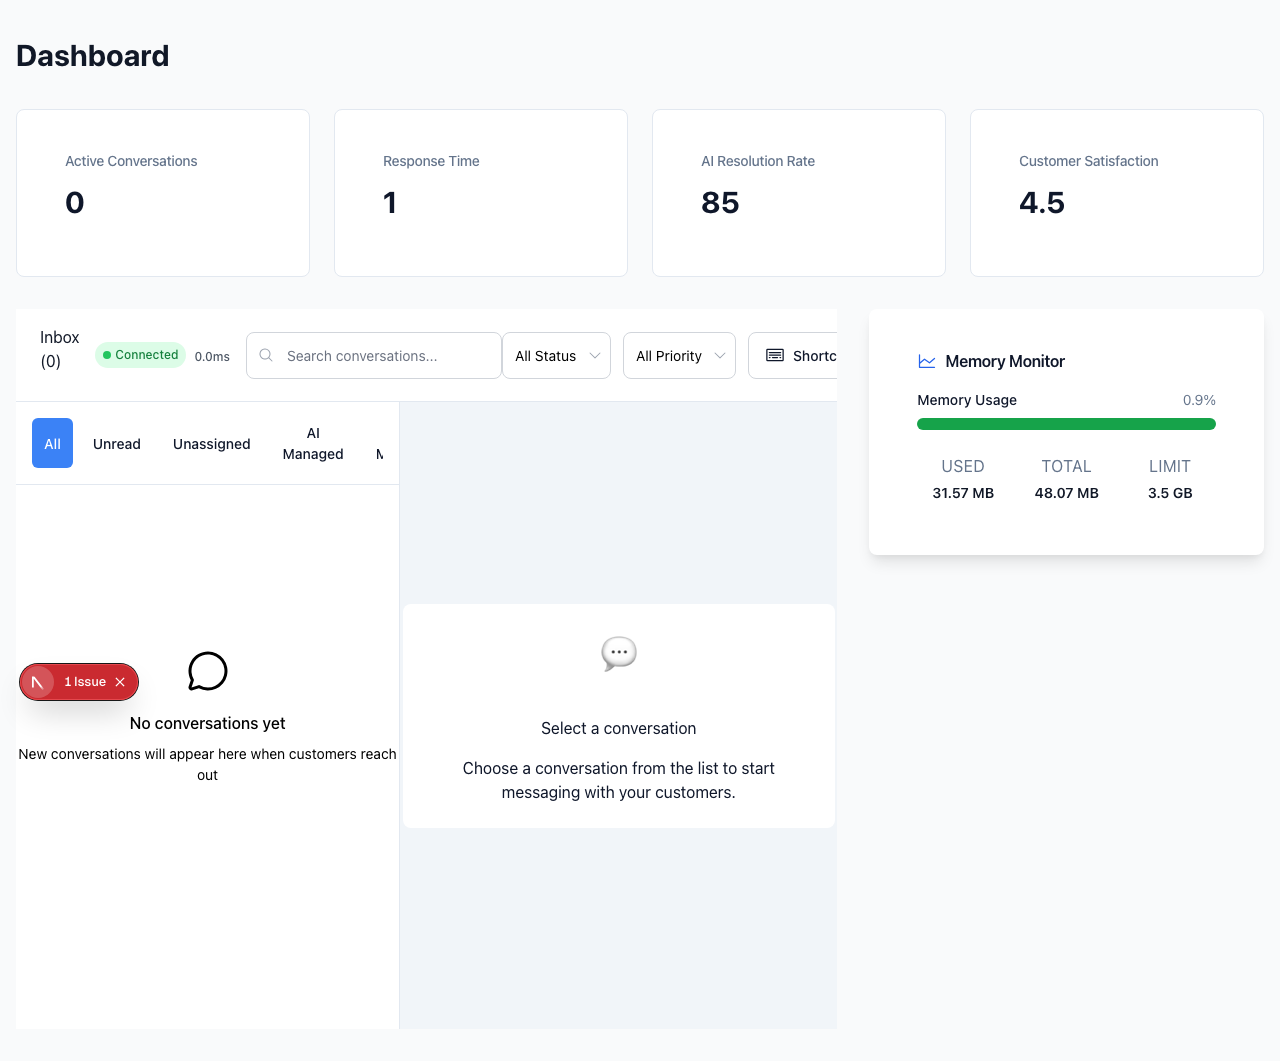 Dashboard
Active Conversations
0
Response Time
1
AI Resolution Rate
85
Customer Satisfaction
4.5
Inbox
(0)
Connected
0.0ms
Search conversations...
All Status
All Priority
Shortc
All
Unread
Unassigned
AI
Managed
No conversations yet
New conversations will appear here when customers reach
out
1 Issue
Select a conversation
Choose a conversation from the list to start
messaging with your customers.
Memory Monitor
Memory Usage
0.9%
USED
TOTAL
LIMIT
31.57 MB
48.07 MB
3.5 GB